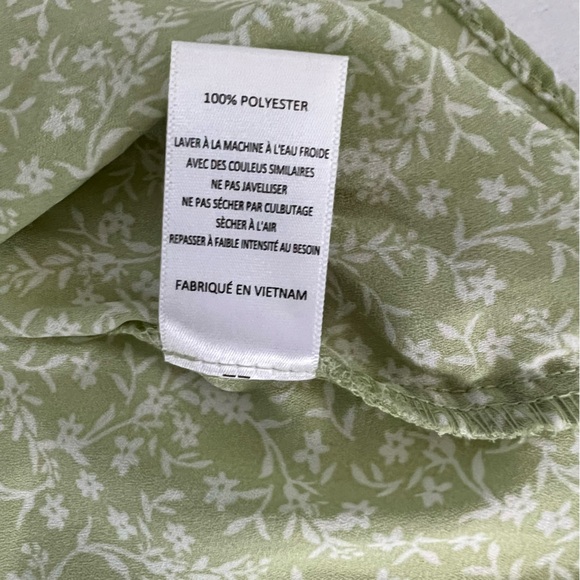 100% POLYESTER
LAVER À LA MACHINE À L'EAU FROIDE
AVEC DES COULEUS SIMILAIRES
NE PAS JAVELLISER
NE PAS SÉCHER PAR CULBUTAGE
SÈCHER À L'AIR
REPASSER À FAIBLE INTENSITÉ AU BESOIN
FABRIQUÉ EN VIETNAM